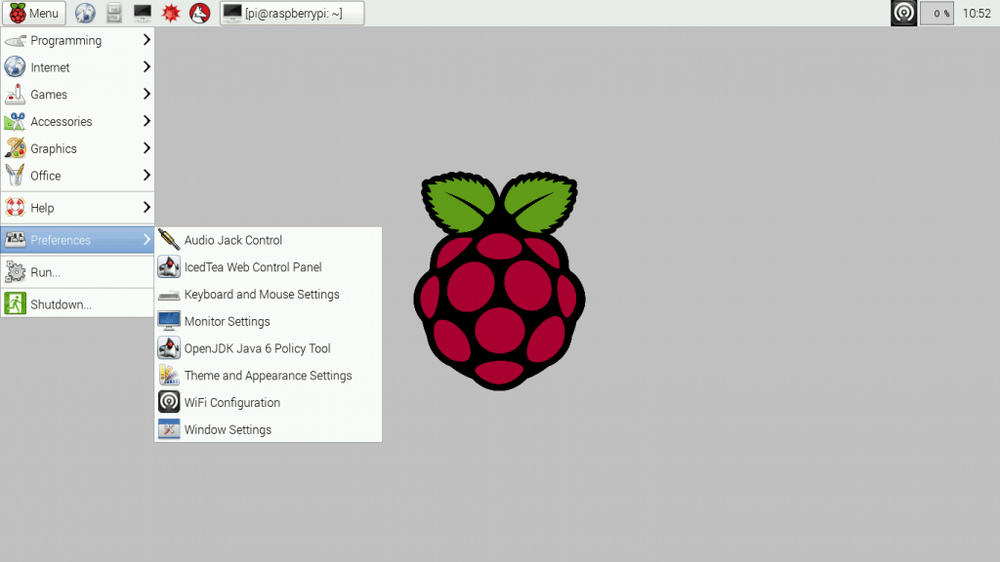 Menu
[pi@raspberrypi: ~]
0 %
10:52
Programming
Internet
Games
Accessories
Graphics
Office
Help
Preferences
Run...
Shutdown...
Audio Jack Control
IcedTea Web Control Panel
Keyboard and Mouse Settings
Monitor Settings
OpenJDK Java 6 Policy Tool
Theme and Appearance Settings
WiFi Configuration
Window Settings